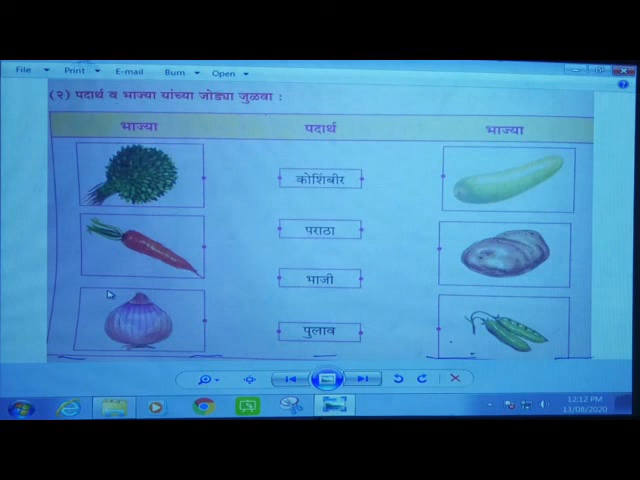 File Print E-mail Burn Open
(२) पदार्थ व भाज्या यांच्या जोड्या जुळवा :
भाज्या पदार्थ भाज्या
कोशिंबीर
पराठा
भाजी
पुलाव
12:12 PM
13/08/2020